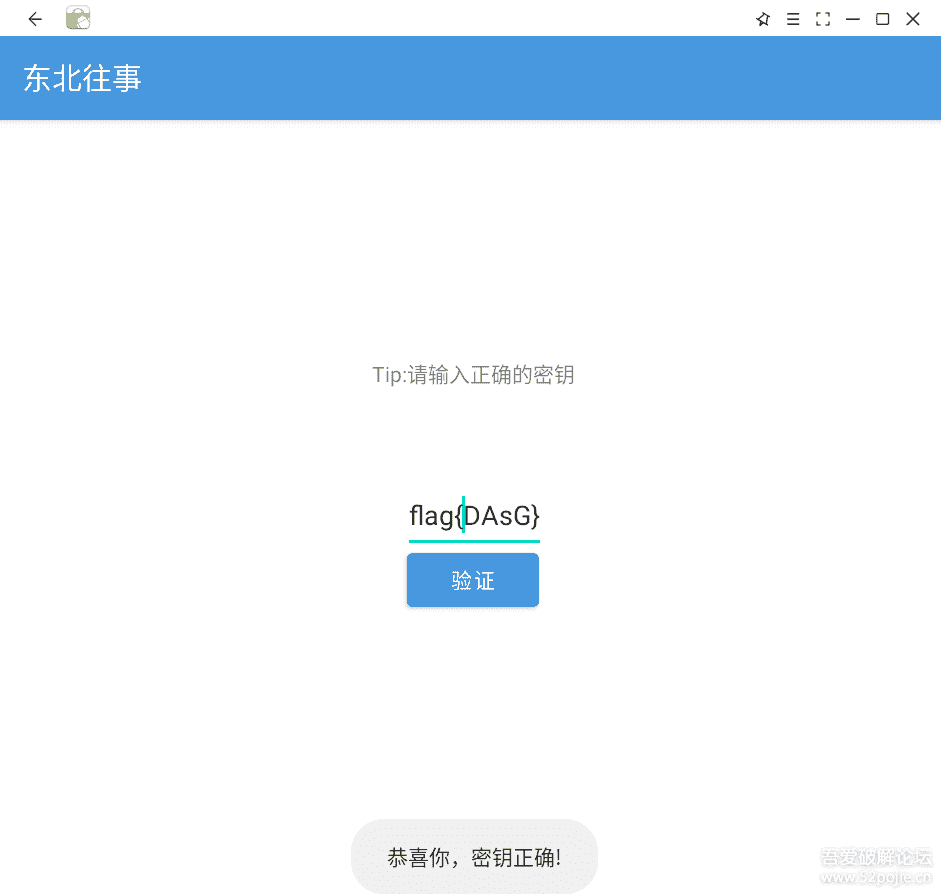 东北往事
Tip:请输入正确的密钥
flag{DAsG}
验证
恭喜你，密钥正确!
吾爱破解论坛
www.52pojie.cn